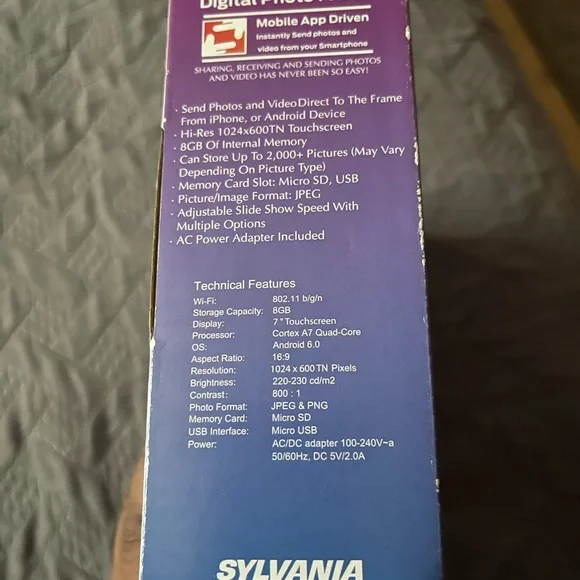 Digital Photo
Mobile App Driven
Instantly Send photos and
video from your Smartphone
SHARING, RECEIVING AND SENDING PHOTOS
AND VIDEO HAS NEVER BEEN SO EASY!
· Send Photos and Video Direct To The Frame
From iPhone, or Android Device
· Hi-Res 1024x600TN Touchscreen
· 8GB Of Internal Memory
· Can Store Up To 2,000+ Pictures (May Vary
Depending On Picture Type)
· Memory Card Slot: Micro SD, USB
· Picture/Image Format: JPEG
· Adjustable Slide Show Speed With
Multiple Options
· AC Power Adapter Included
Technical Features
Wi-Fi: 802.11 b/g/n
Storage Capacity: 8GB
Display: 7" Touchscreen
Processor: Cortex A7 Quad-Core
OS: Android 6.0
Aspect Ratio: 16:9
Resolution: 1024 x 600 TN Pixels
Brightness: 220-230 cd/m2
Contrast: 800 : 1
Photo Format: JPEG & PNG
Memory Card: Micro SD
USB Interface: Micro USB
Power: AC/DC adapter 100-240V~a
50/60Hz, DC 5V/2.0A
SYLVANIA